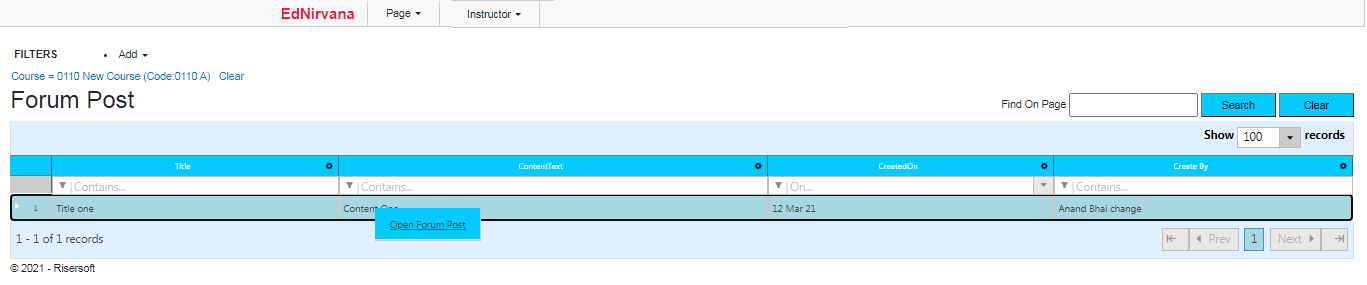 EdNirvana Page Instructor
FILTERS • Add
Course = 0110 New Course (Code:0110 A) Clear
Forum Post
Find On Page Search Clear
Show 100 records
Title ContentText CreatedOn Create By
Contains... Contains... On... Contains...
1 Title one Content One 12 Mar 21 Anand Bhai change
Open Forum Post
1 - 1 of 1 records Prev 1 Next
© 2021 - Risersoft